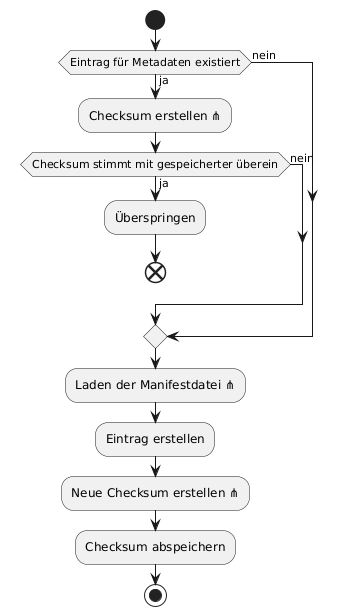 Eintrag für Metadaten existiert
nein
ja
Checksum erstellen ⋔
Checksum stimmt mit gespeicherter überein
nein
ja
Überspringen
Laden der Manifestdatei ⋔
Eintrag erstellen
Neue Checksum erstellen ⋔
Checksum abspeichern